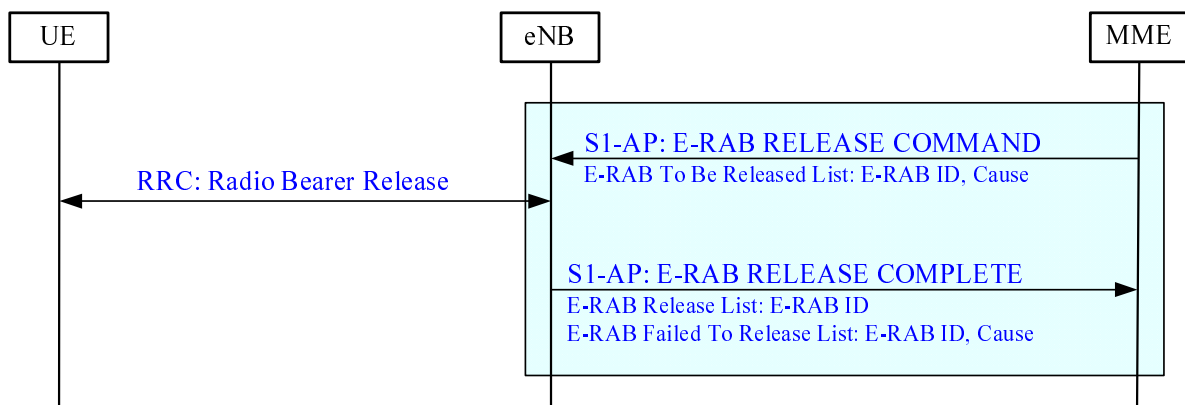 UE
eNB
MME
S1-AP: E-RAB RELEASE COMMAND
E-RAB To Be Released List: E-RAB ID, Cause
RRC: Radio Bearer Release
S1-AP: E-RAB RELEASE COMPLETE
E-RAB Release List: E-RAB ID
E-RAB Failed To Release List: E-RAB ID, Cause